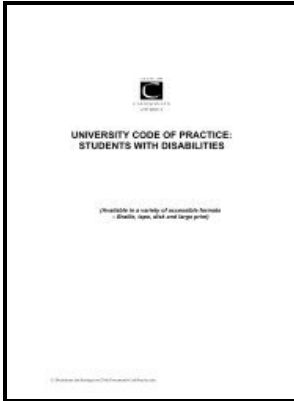 C
UNIVERSITY CODE OF PRACTICE:
STUDENTS WITH DISABILITIES
(Available in a variety of accessible formats
- Braille, tape, disk and large print)